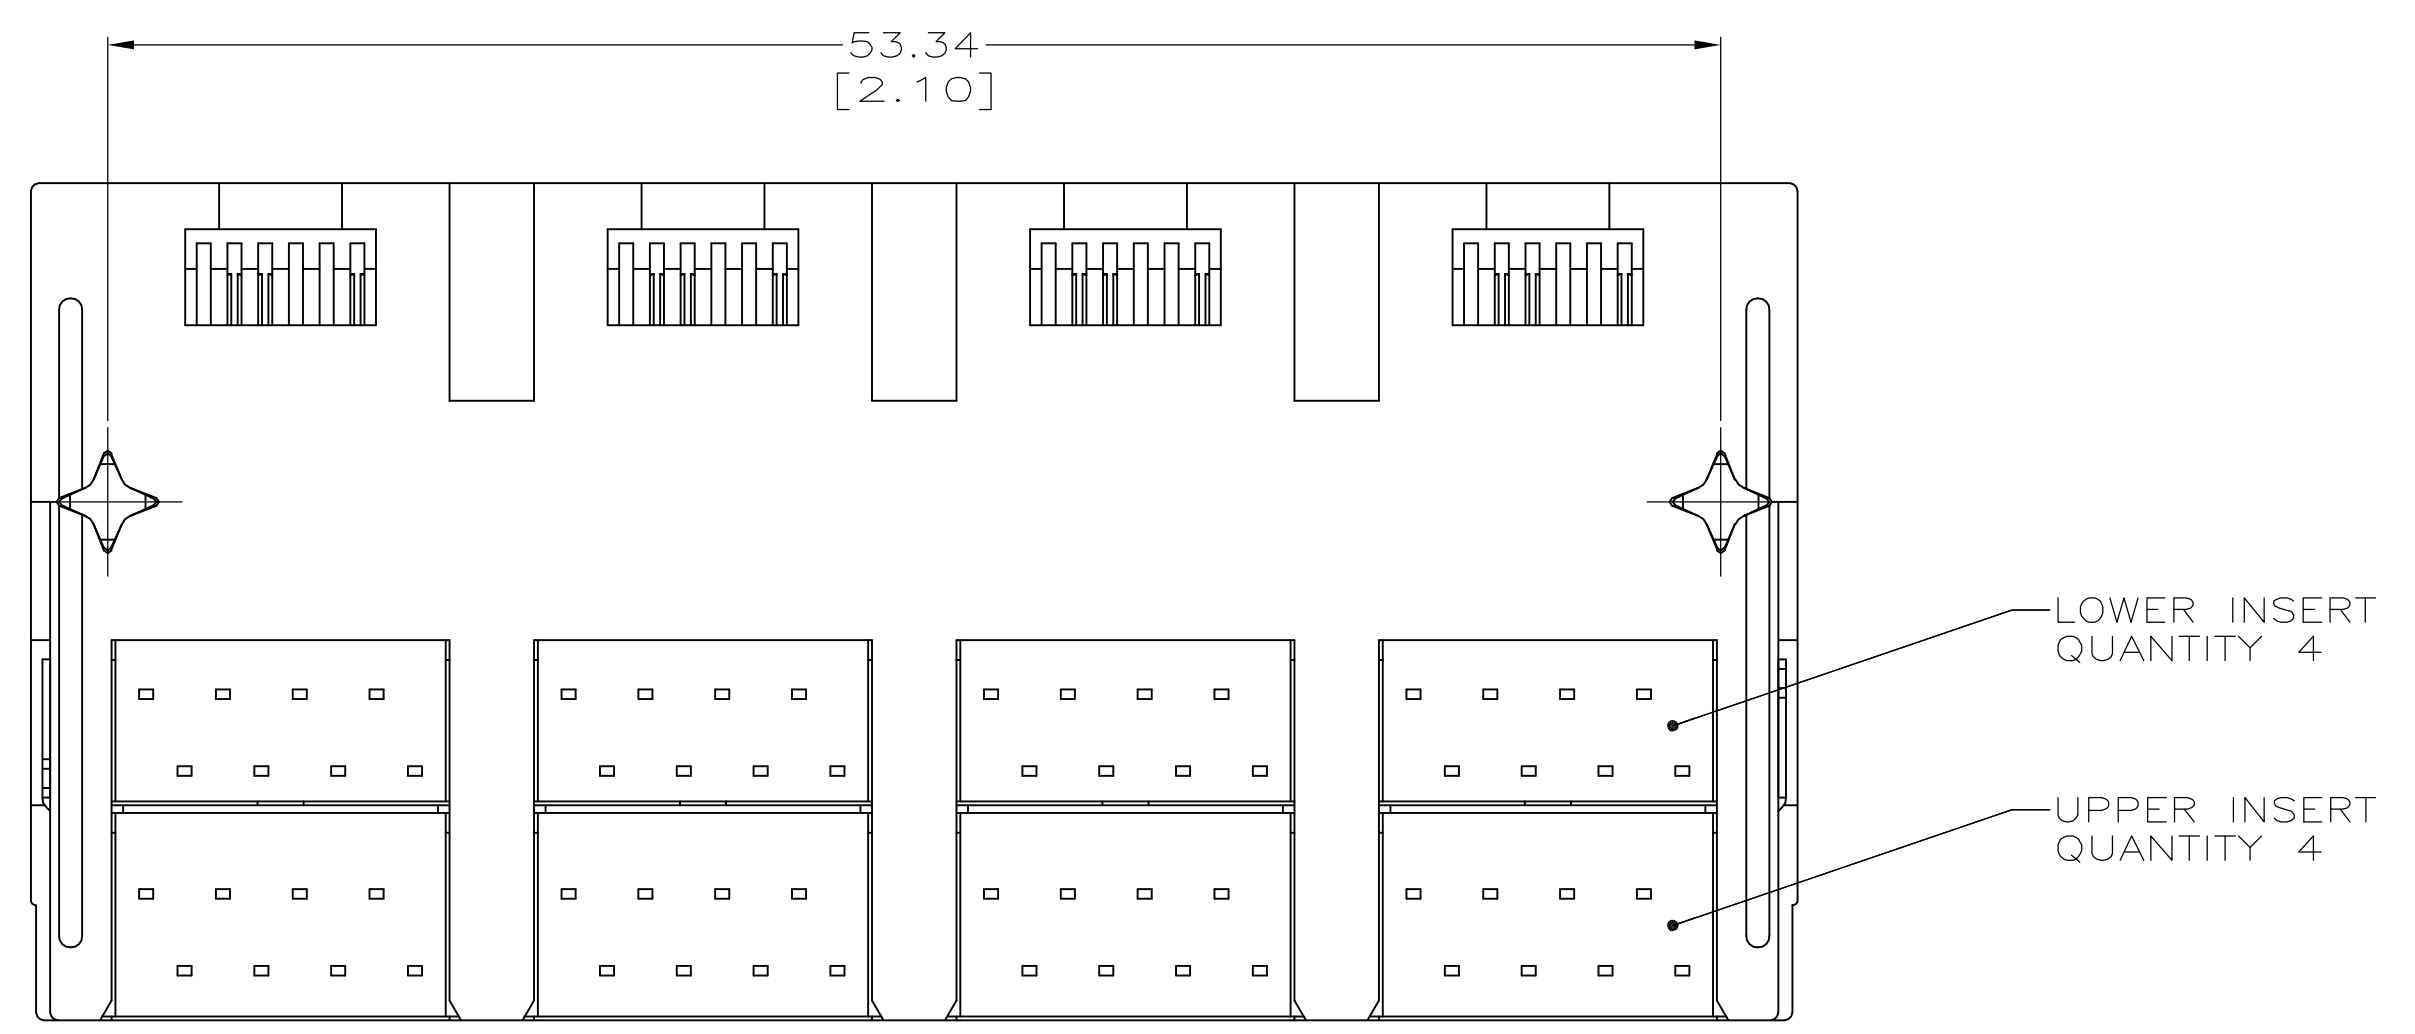 53.34
[2.10]
LOWER INSERT
QUANTITY 4
UPPER INSERT
QUANTITY 4